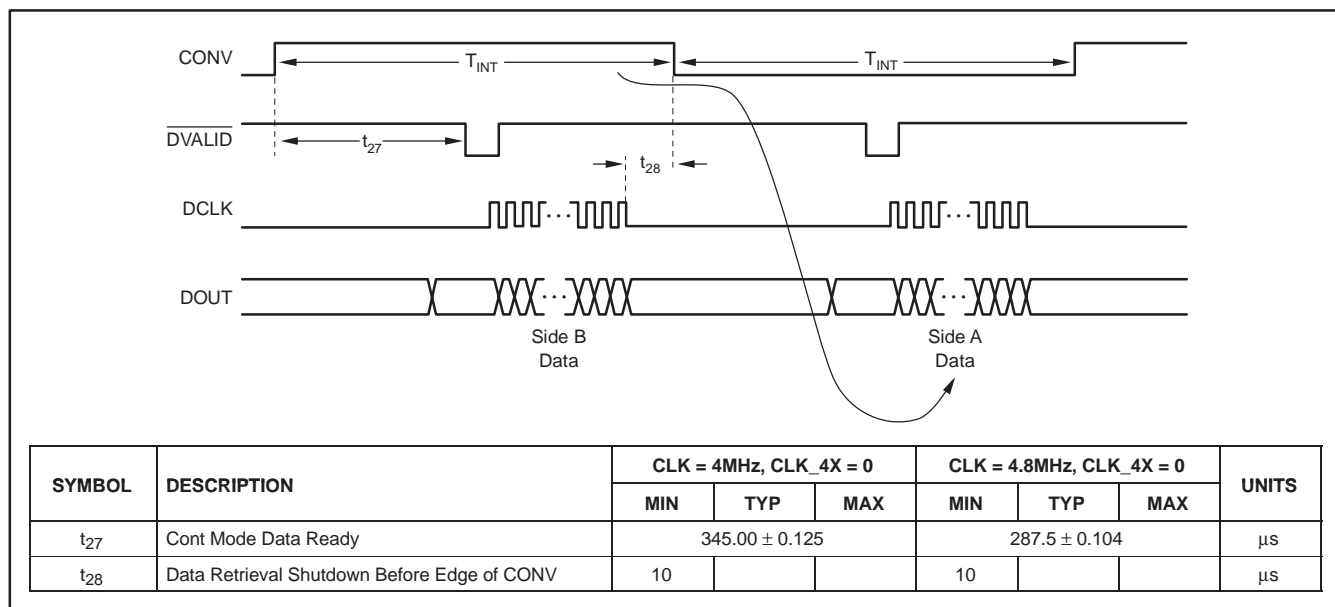 CONV
T_INT
T_INT
DVALID
t27
t28
DCLK
DOUT
Side B
Data
Side A
Data
SYMBOL DESCRIPTION CLK = 4MHz, CLK_4X = 0 CLK = 4.8MHz, CLK_4X = 0 UNITS
MIN TYP MAX MIN TYP MAX
t27 Cont Mode Data Ready 345.00 ± 0.125 287.5 ± 0.104 μs
t28 Data Retrieval Shutdown Before Edge of CONV 10 10 μs